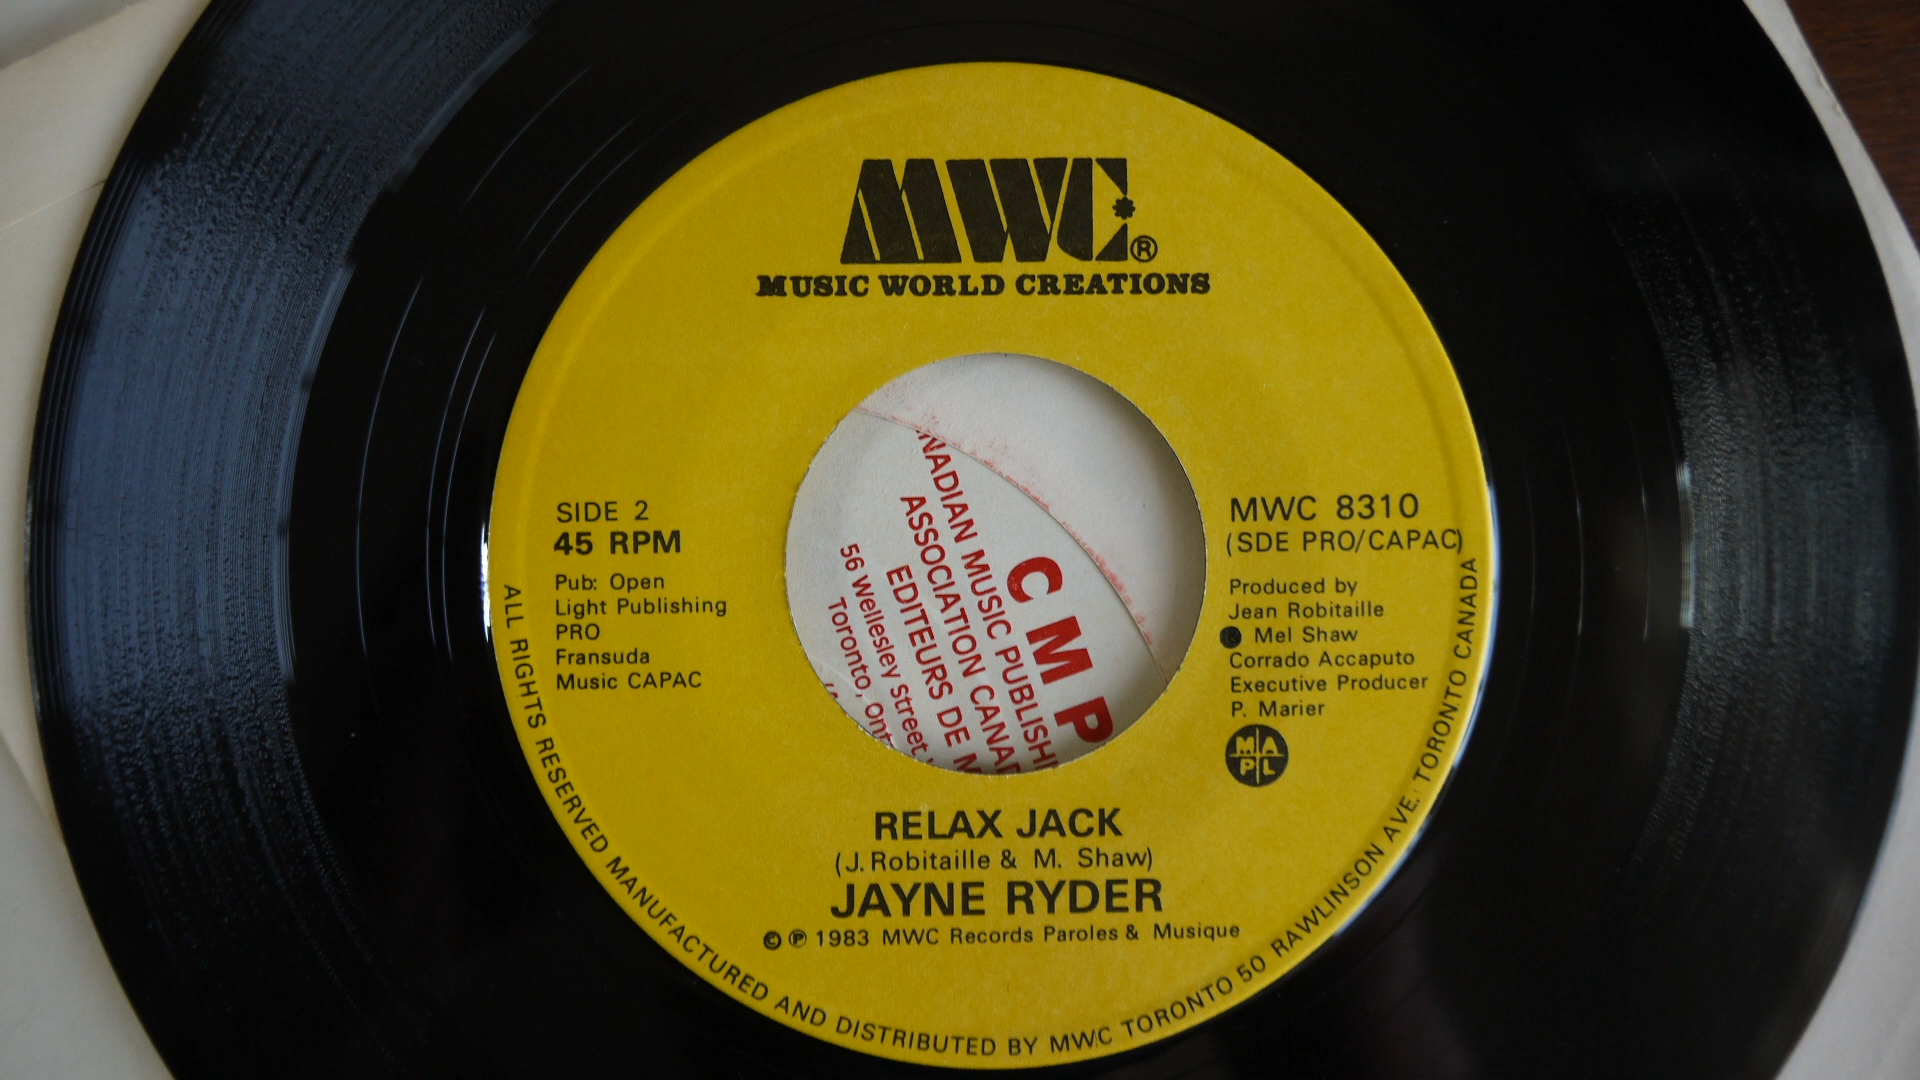 MWC ®
MUSIC WORLD CREATIONS
SIDE 2
45 RPM
Pub: Open
Light Publishing
PRO
Fransuda
Music CAPAC
MWC 8310
(SDE PRO/CAPAC)
Produced by
Jean Robitaille
Mel Shaw
Corrado Accaputo
Executive Producer
P. Marier
MAPL
CMP
NADIAN MUSIC PUBLISH
ASSOCIATION CANAD
EDITEURS DE M
56 Wellesley Street,
Toronto, Ont
RELAX JACK
(J. Robitaille & M. Shaw)
JAYNE RYDER
© ℗ 1983 MWC Records Paroles & Musique
ALL RIGHTS RESERVED MANUFACTURED AND DISTRIBUTED BY MWC TORONTO 50 RAWLINSON AVE. TORONTO CANADA